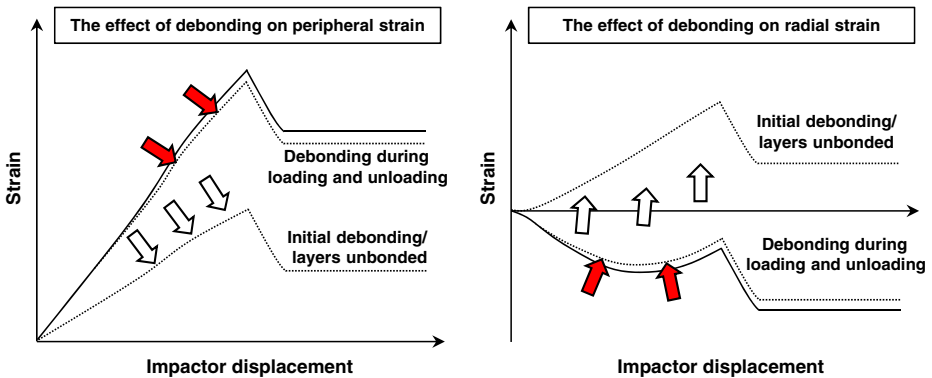 The effect of debonding on peripheral strain
Strain
Debonding during
loading and unloading
Initial debonding/
layers unbonded
Impactor displacement
The effect of debonding on radial strain
Strain
Initial debonding/
layers unbonded
Debonding during
loading and unloading
Impactor displacement